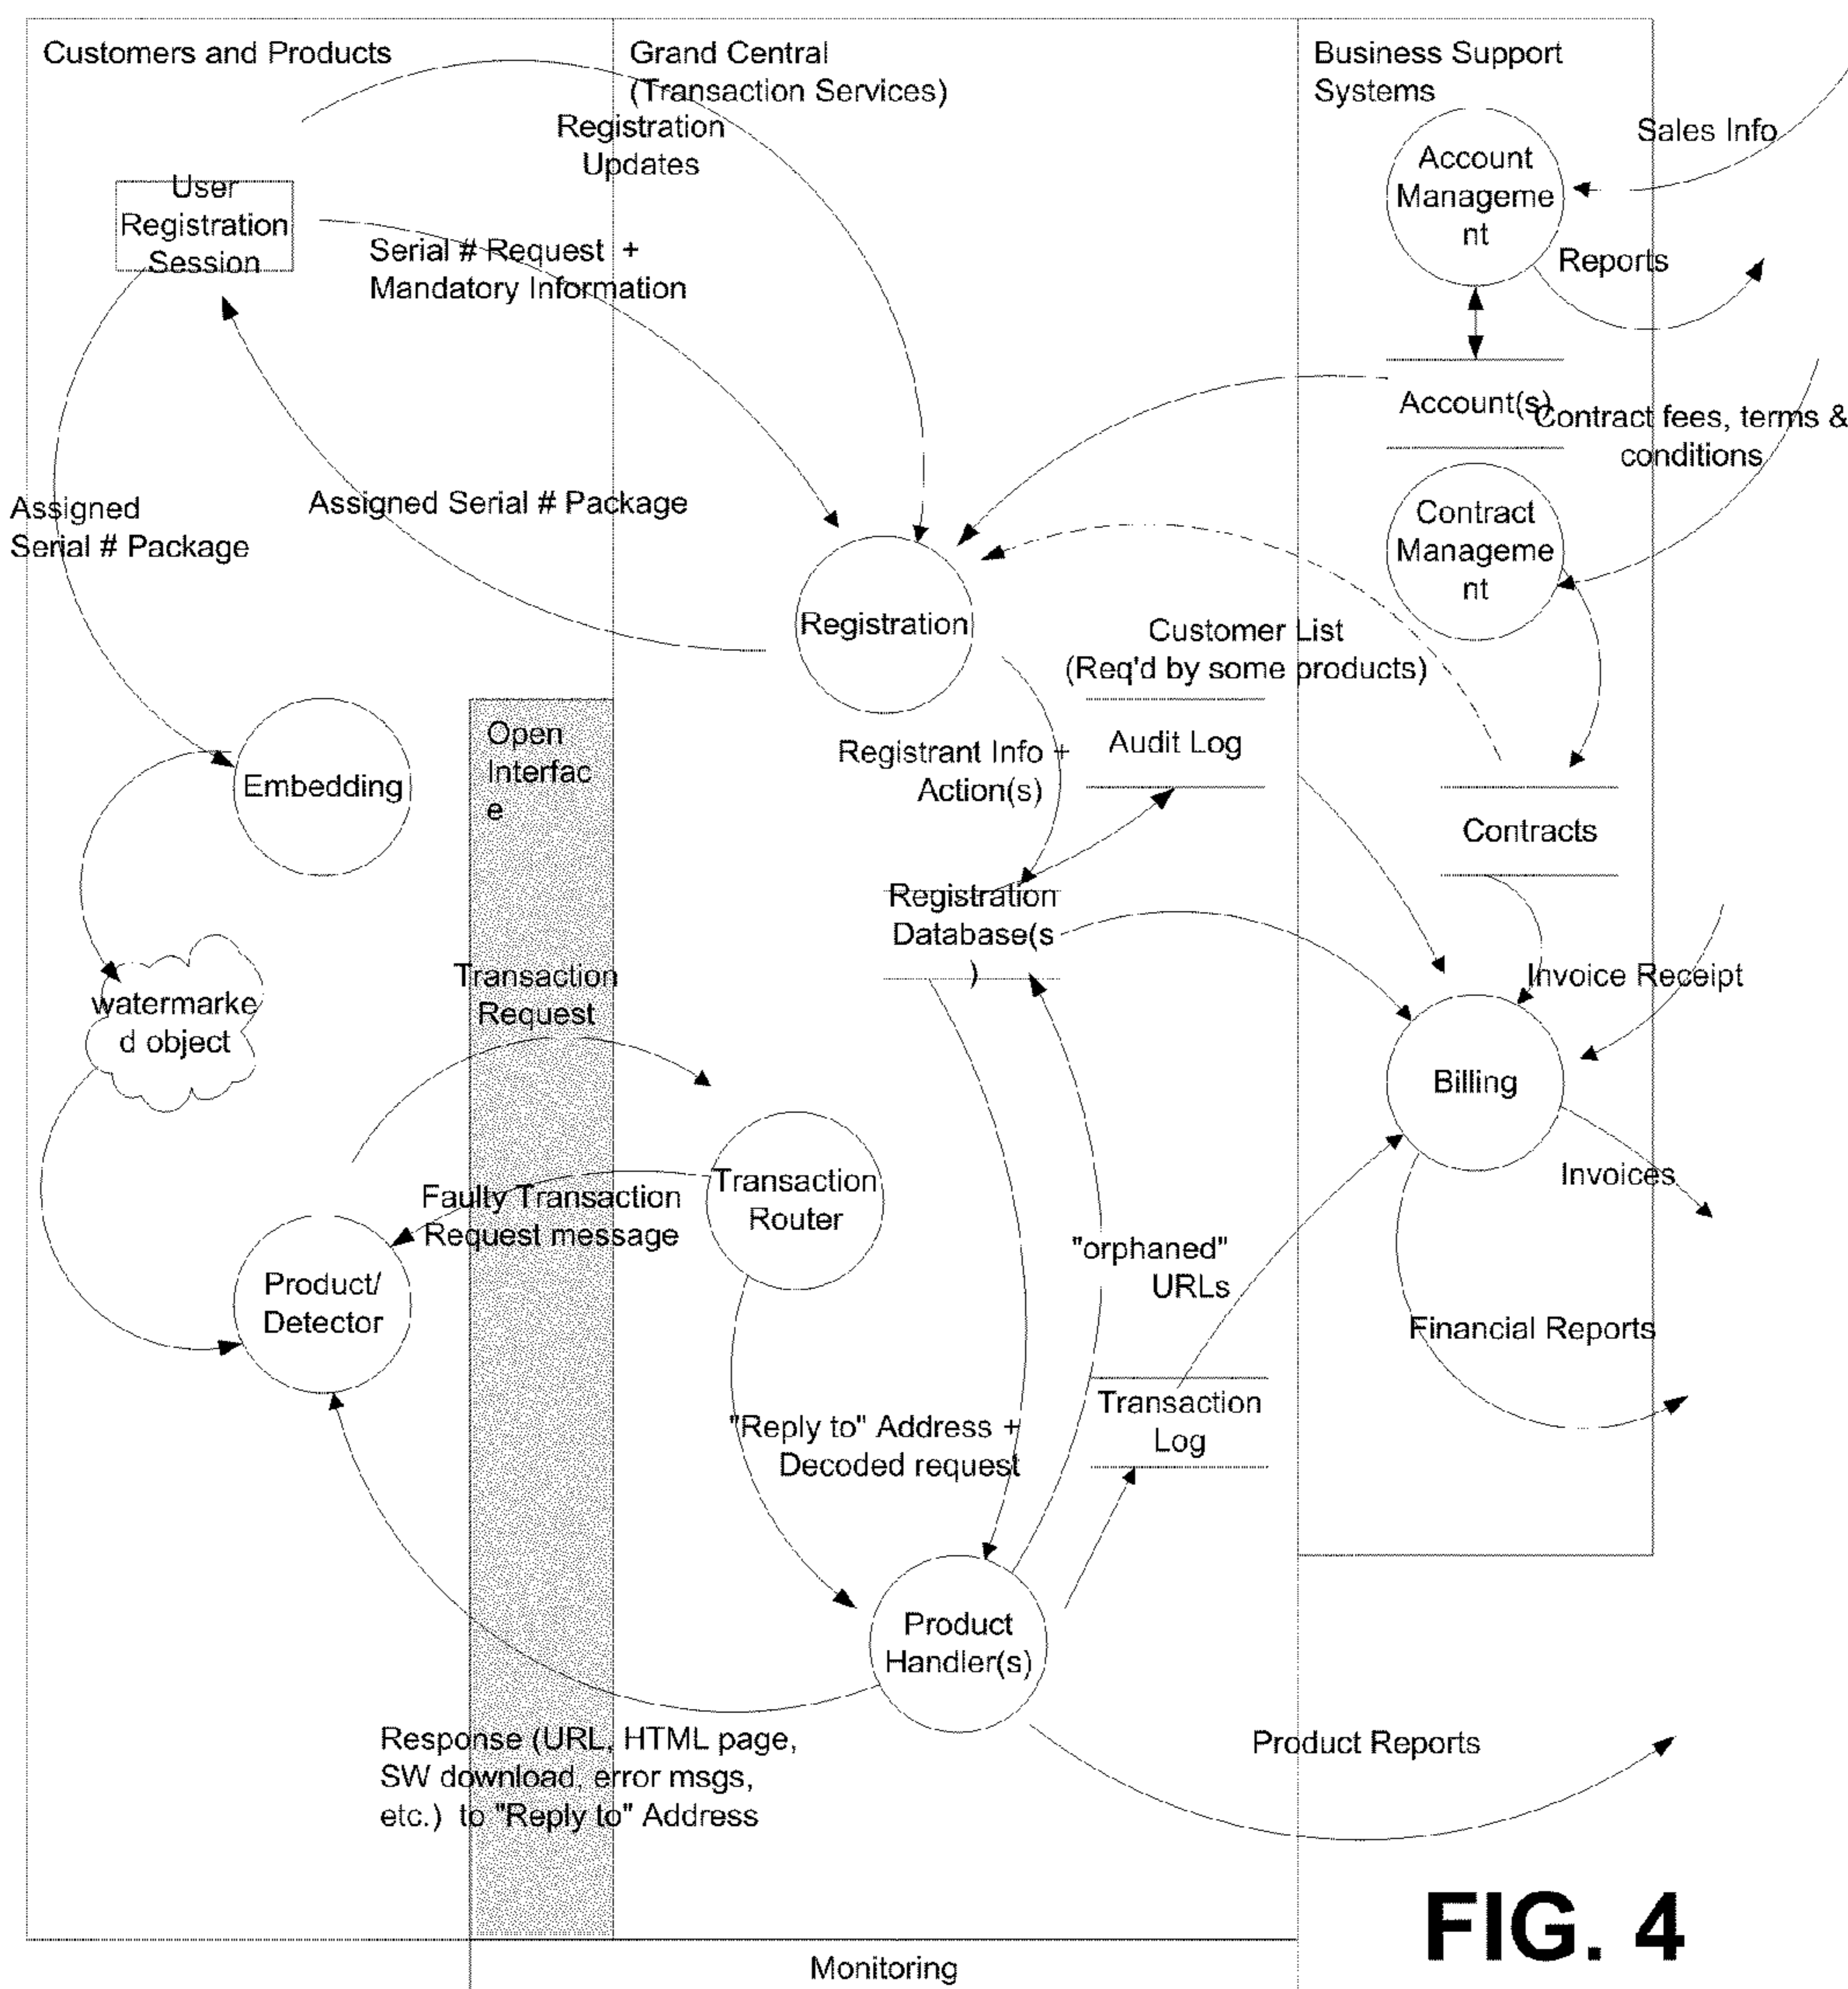 Customers and Products
Grand Central
(Transaction Services)
Business Support
Systems
Registration
Updates
Sales Info
Account
Manageme
nt
User
Registration
Session
Serial # Request +
Mandatory Information
Reports
Account(s)
Contract fees, terms &
conditions
Assigned
Serial # Package
Assigned Serial # Package
Contract
Manageme
nt
Registration
Customer List
(Req'd by some products)
Open
Interfac
e
Embedding
Registrant Info +
Action(s)
Audit Log
Contracts
Registration
Database(s
)
watermarke
d object
Transaction
Request
Invoice Receipt
Billing
Faulty Transaction
Request message
Transaction
Router
Invoices
Product/
Detector
"orphaned"
URLs
Financial Reports
"Reply to" Address +
Decoded request
Transaction
Log
Product
Handler(s)
Response (URL, HTML page,
SW download, error msgs,
etc.) to "Reply to" Address
Product Reports
FIG. 4
Monitoring